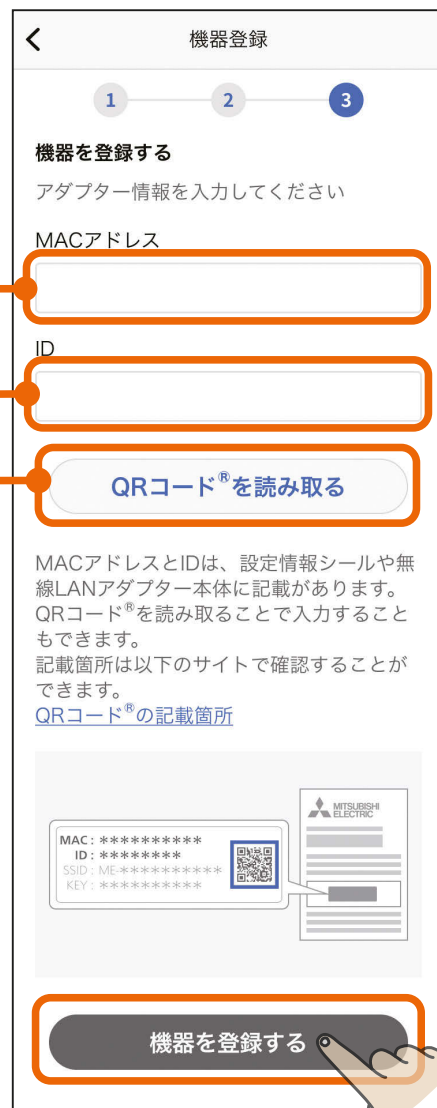 機器登録
1 2 3
機器を登録する
アダプター情報を入力してください
MACアドレス
ID
QRコード®を読み取る
MACアドレスとIDは、設定情報シールや無
線LANアダプター本体に記載があります。
QRコード®を読み取ることで入力すること
もできます。
記載箇所は以下のサイトで確認することが
できます。
QRコード®の記載箇所
MITSUBISHI
ELECTRIC
MAC : **********
ID : ********
SSID : ME-**********
KEY : **********
機器を登録する